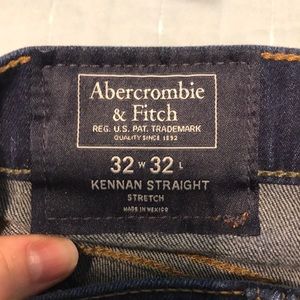 Abercrombie
& Fitch
REG. U.S. PAT. TRADEMARK
QUALITY SINCE 1892
32 W 32 L
KENNAN STRAIGHT
STRETCH
MADE IN MEXICO